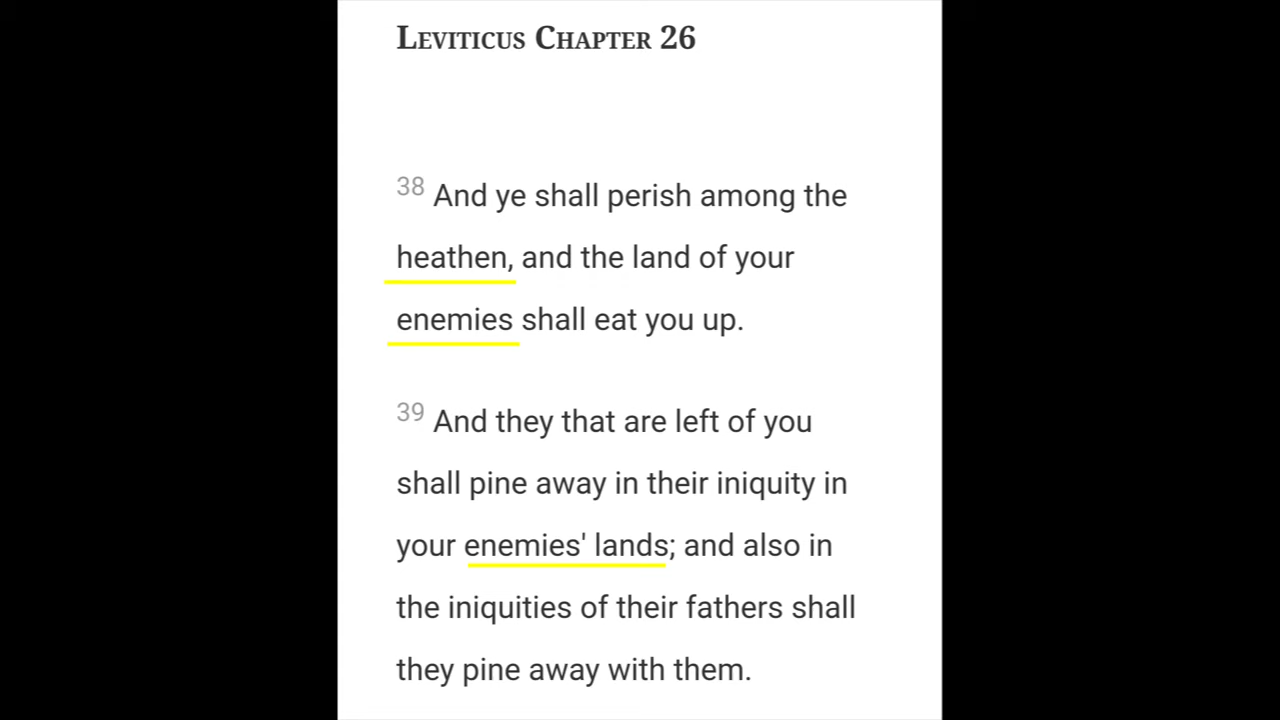 Leviticus Chapter 26
38 And ye shall perish among the
heathen, and the land of your
enemies shall eat you up.
39 And they that are left of you
shall pine away in their iniquity in
your enemies' lands; and also in
the iniquities of their fathers shall
they pine away with them.